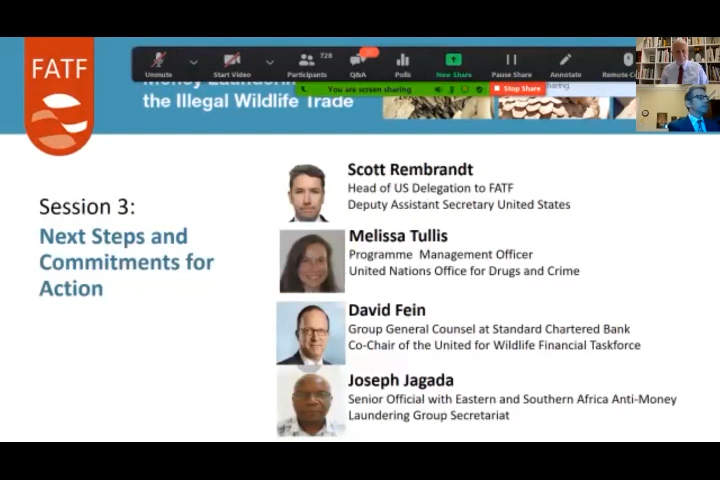 FATF
728
Unmute
Start Video
Participants
Q&A
Polls
New Share
Pause Share
Annotate
Remote Co
You are screen sharing
Stop Share
haring.
the Illegal Wildlife Trade
Session 3:
Next Steps and
Commitments for
Action
Scott Rembrandt
Head of US Delegation to FATF
Deputy Assistant Secretary United States
Melissa Tullis
Programme Management Officer
United Nations Office for Drugs and Crime
David Fein
Group General Counsel at Standard Chartered Bank
Co-Chair of the United for Wildlife Financial Taskforce
Joseph Jagada
Senior Official with Eastern and Southern Africa Anti-Money
Laundering Group Secretariat